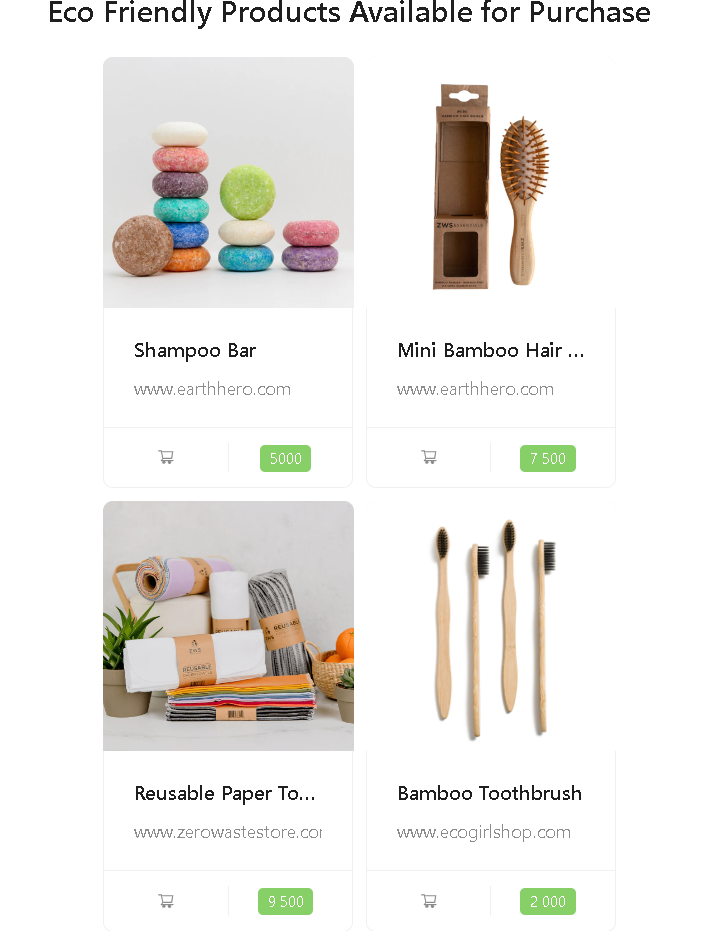 Eco Friendly Products Available for Purchase
ZWS ESSENTIALS
Shampoo Bar
Mini Bamboo Hair ...
www.earthhero.com
www.earthhero.com
5000
7 500
ZWS
REUSABLE
REUSABLE
Reusable Paper To...
Bamboo Toothbrush
www.zerowastestore.com
www.ecogirlshop.com
9 500
2 000